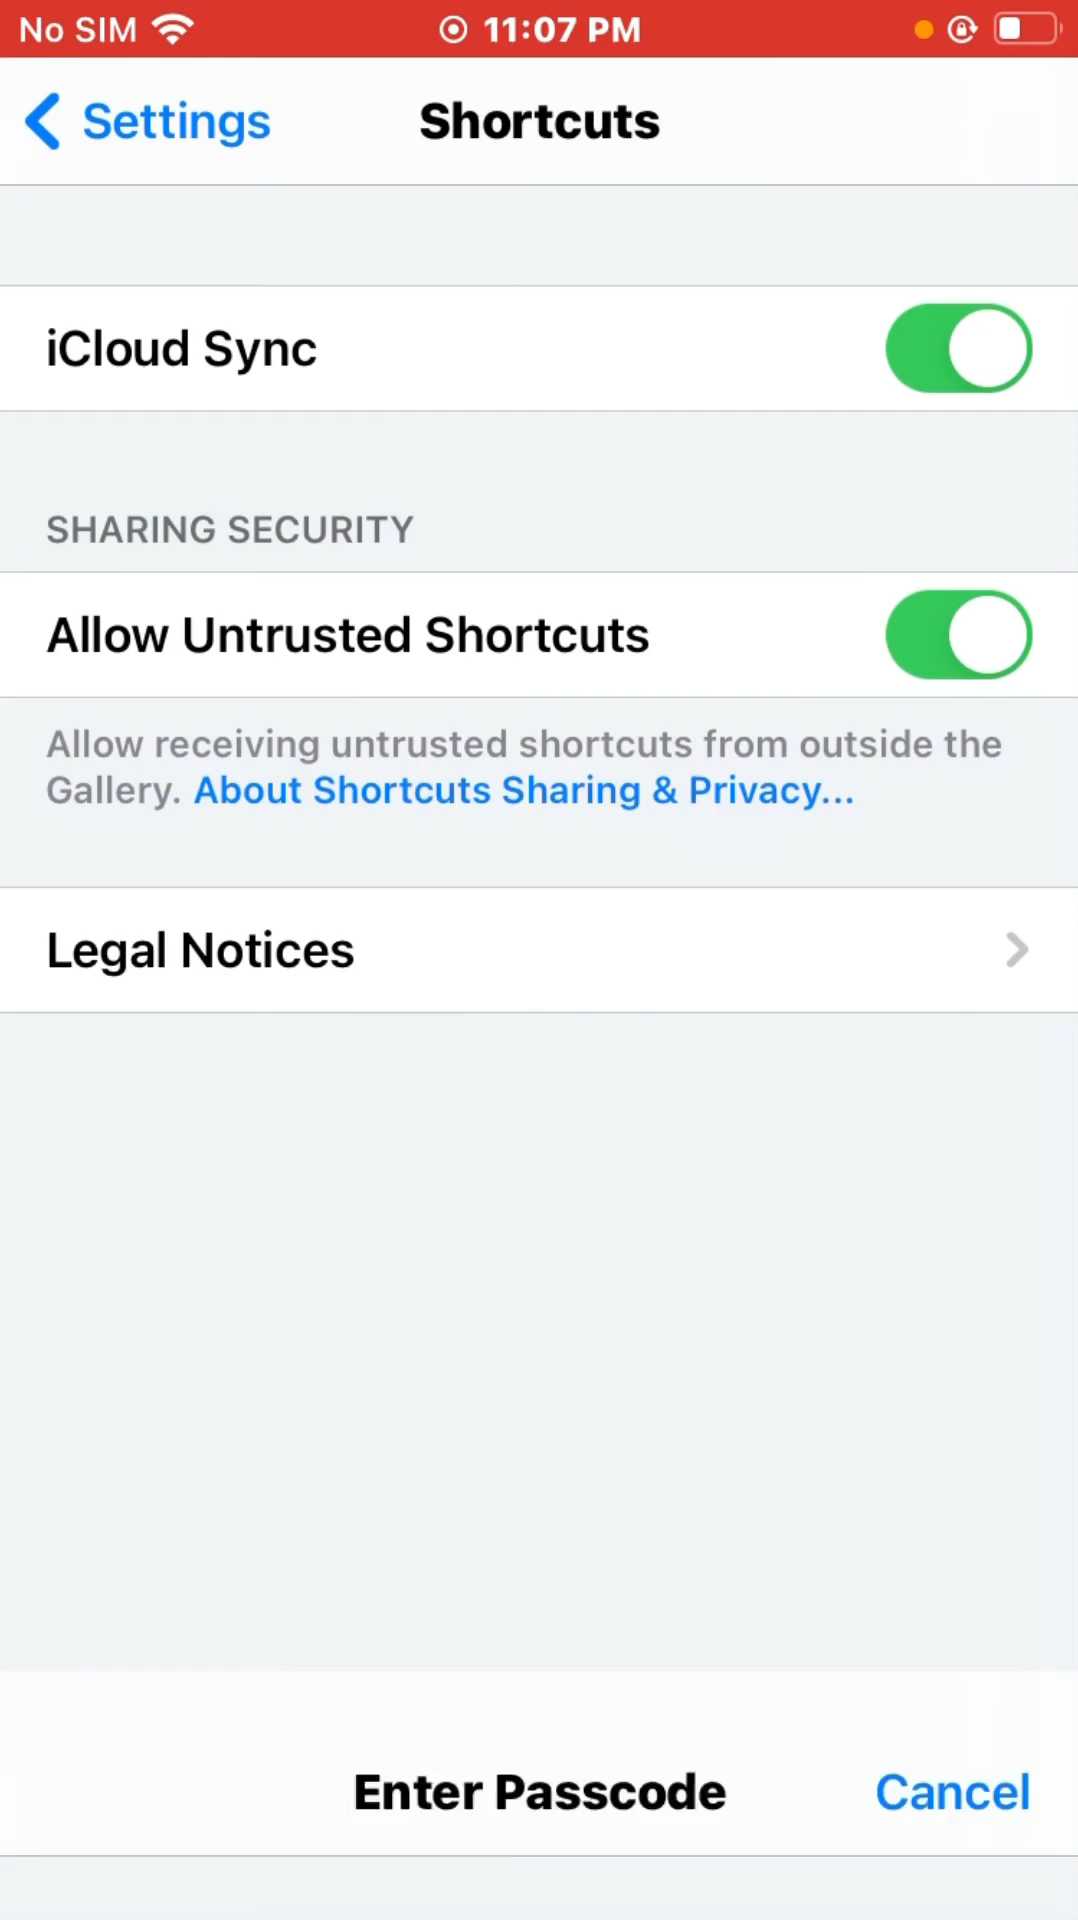 No SIM 11:07 PM
Settings Shortcuts
iCloud Sync
SHARING SECURITY
Allow Untrusted Shortcuts
Allow receiving untrusted shortcuts from outside the
Gallery. About Shortcuts Sharing & Privacy...
Legal Notices
Enter Passcode Cancel